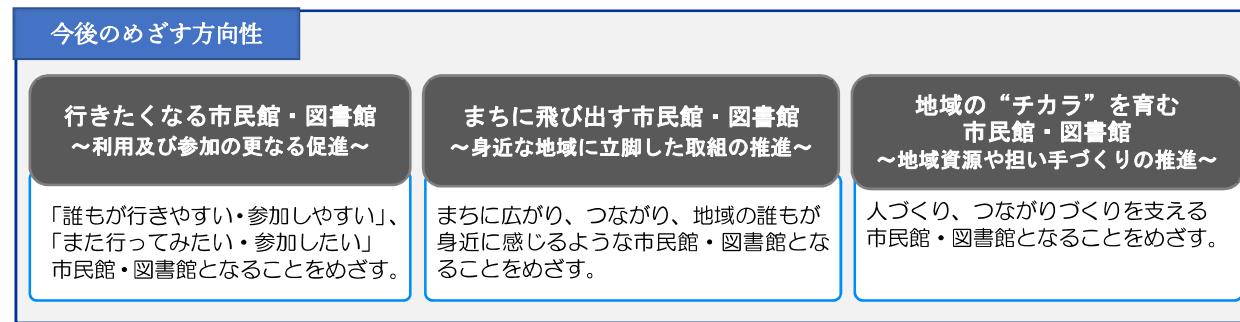 今後のめざす方向性
行きたくなる市民館・図書館
～利用及び参加の更なる促進～
「誰もが行きやすい・参加しやすい」、
「また行ってみたい・参加したい」
市民館・図書館となることをめざす。
まちに飛び出す市民館・図書館
～身近な地域に立脚した取組の推進～
まちに広がり、つながり、地域の誰もが
身近に感じるような市民館・図書館とな
ることをめざす。
地域の“チカラ”を育む
市民館・図書館
～地域資源や担い手づくりの推進～
人づくり、つながりづくりを支える
市民館・図書館となることをめざす。